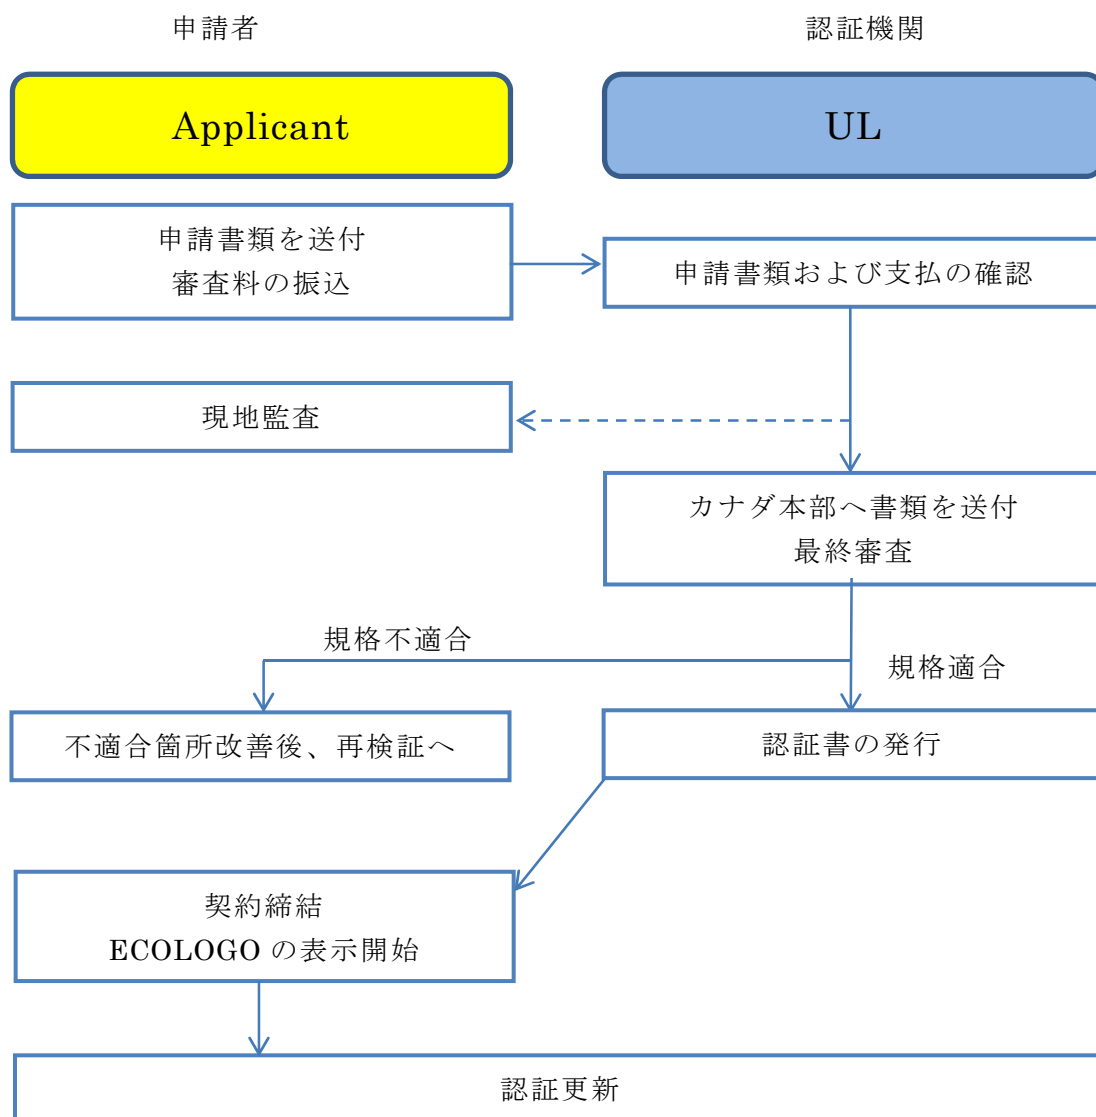 申請者
認証機関
Applicant
UL
申請書類を送付
審査料の振込
申請書類および支払の確認
現地監査
カナダ本部へ書類を送付
最終審査
規格不適合
規格適合
不適合箇所改善後、再検証へ
認証書の発行
契約締結
ECOLOGO の表示開始
認証更新